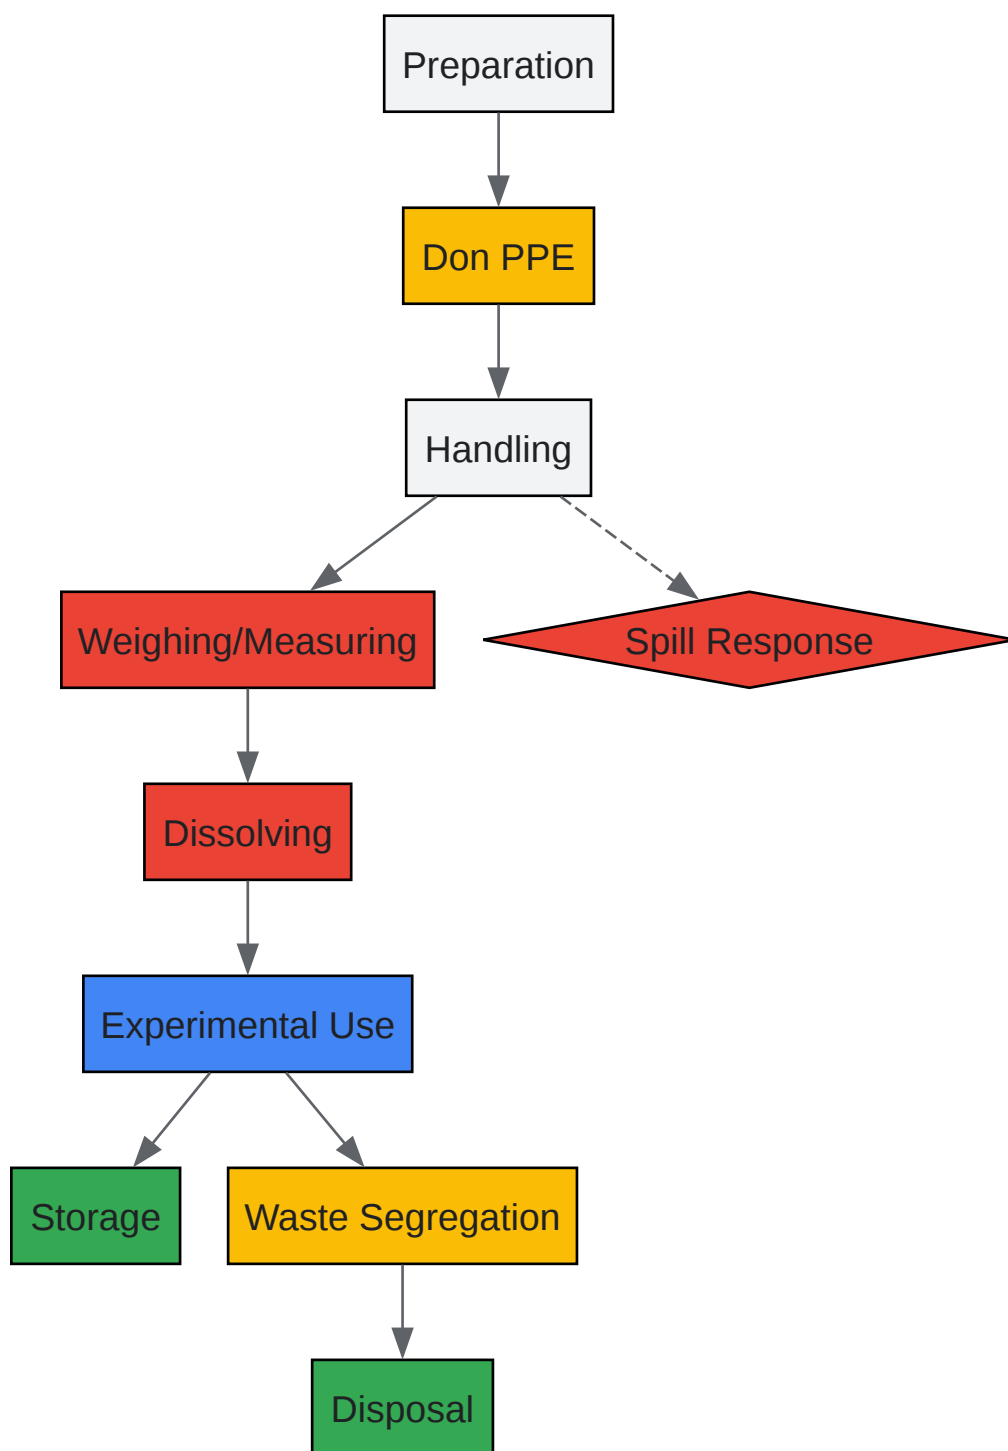 Preparation
Don PPE
Handling
Weighing/Measuring
Spill Response
Dissolving
Experimental Use
Storage
Waste Segregation
Disposal